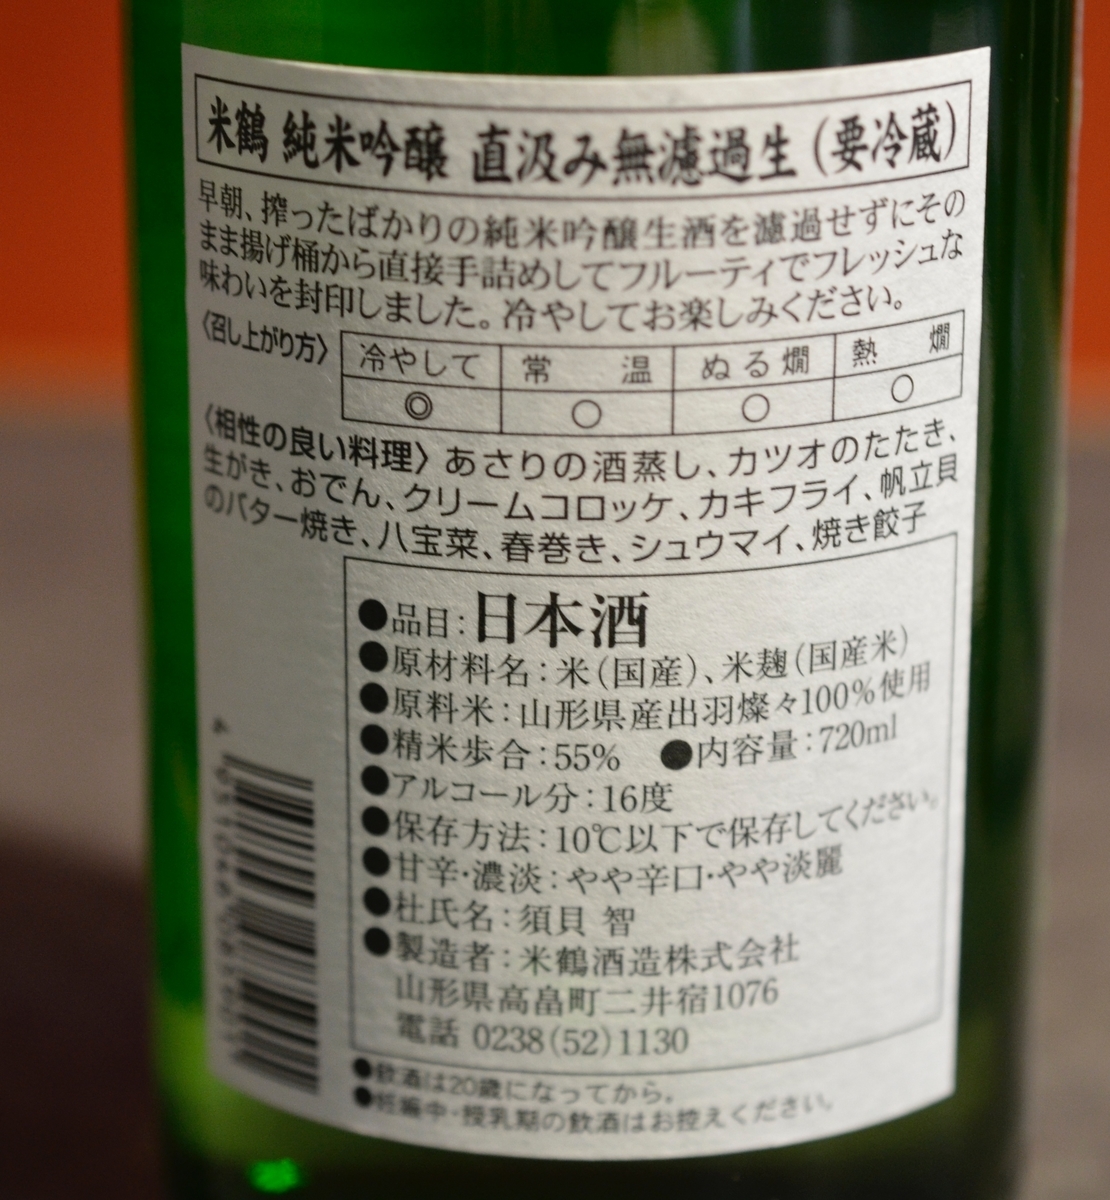 米鶴 純米吟醸 直汲み無濾過生(要冷蔵)
早朝、搾ったばかりの純米吟醸生酒を濾過せずにその
まま揚げ桶から直接手詰めしてフルーティでフレッシュな
味わいを封印しました。冷やしてお楽しみください。
〈召し上がり方〉
冷やして 常温 ぬる燗 熱燗
◎ ○ ○ ○
〈相性の良い料理〉あさりの酒蒸し、カツオのたたき、
生がき、おでん、クリームコロッケ、カキフライ、帆立貝
のバター焼き、八宝菜、春巻き、シュウマイ、焼き餃子
●品目:日本酒
●原材料名:米(国産)、米麹(国産米)
●原料米:山形県産出羽燦々100%使用
●精米歩合:55% ●内容量:720ml
●アルコール分:16度
●保存方法:10℃以下で保存してください。
●甘辛・濃淡:やや辛口・やや淡麗
●杜氏名:須貝 智
●製造者:米鶴酒造株式会社
山形県高畠町二井宿1076
電話 0238(52)1130
●飲酒は20歳になってから。
●妊娠中・授乳期の飲酒はお控えください。